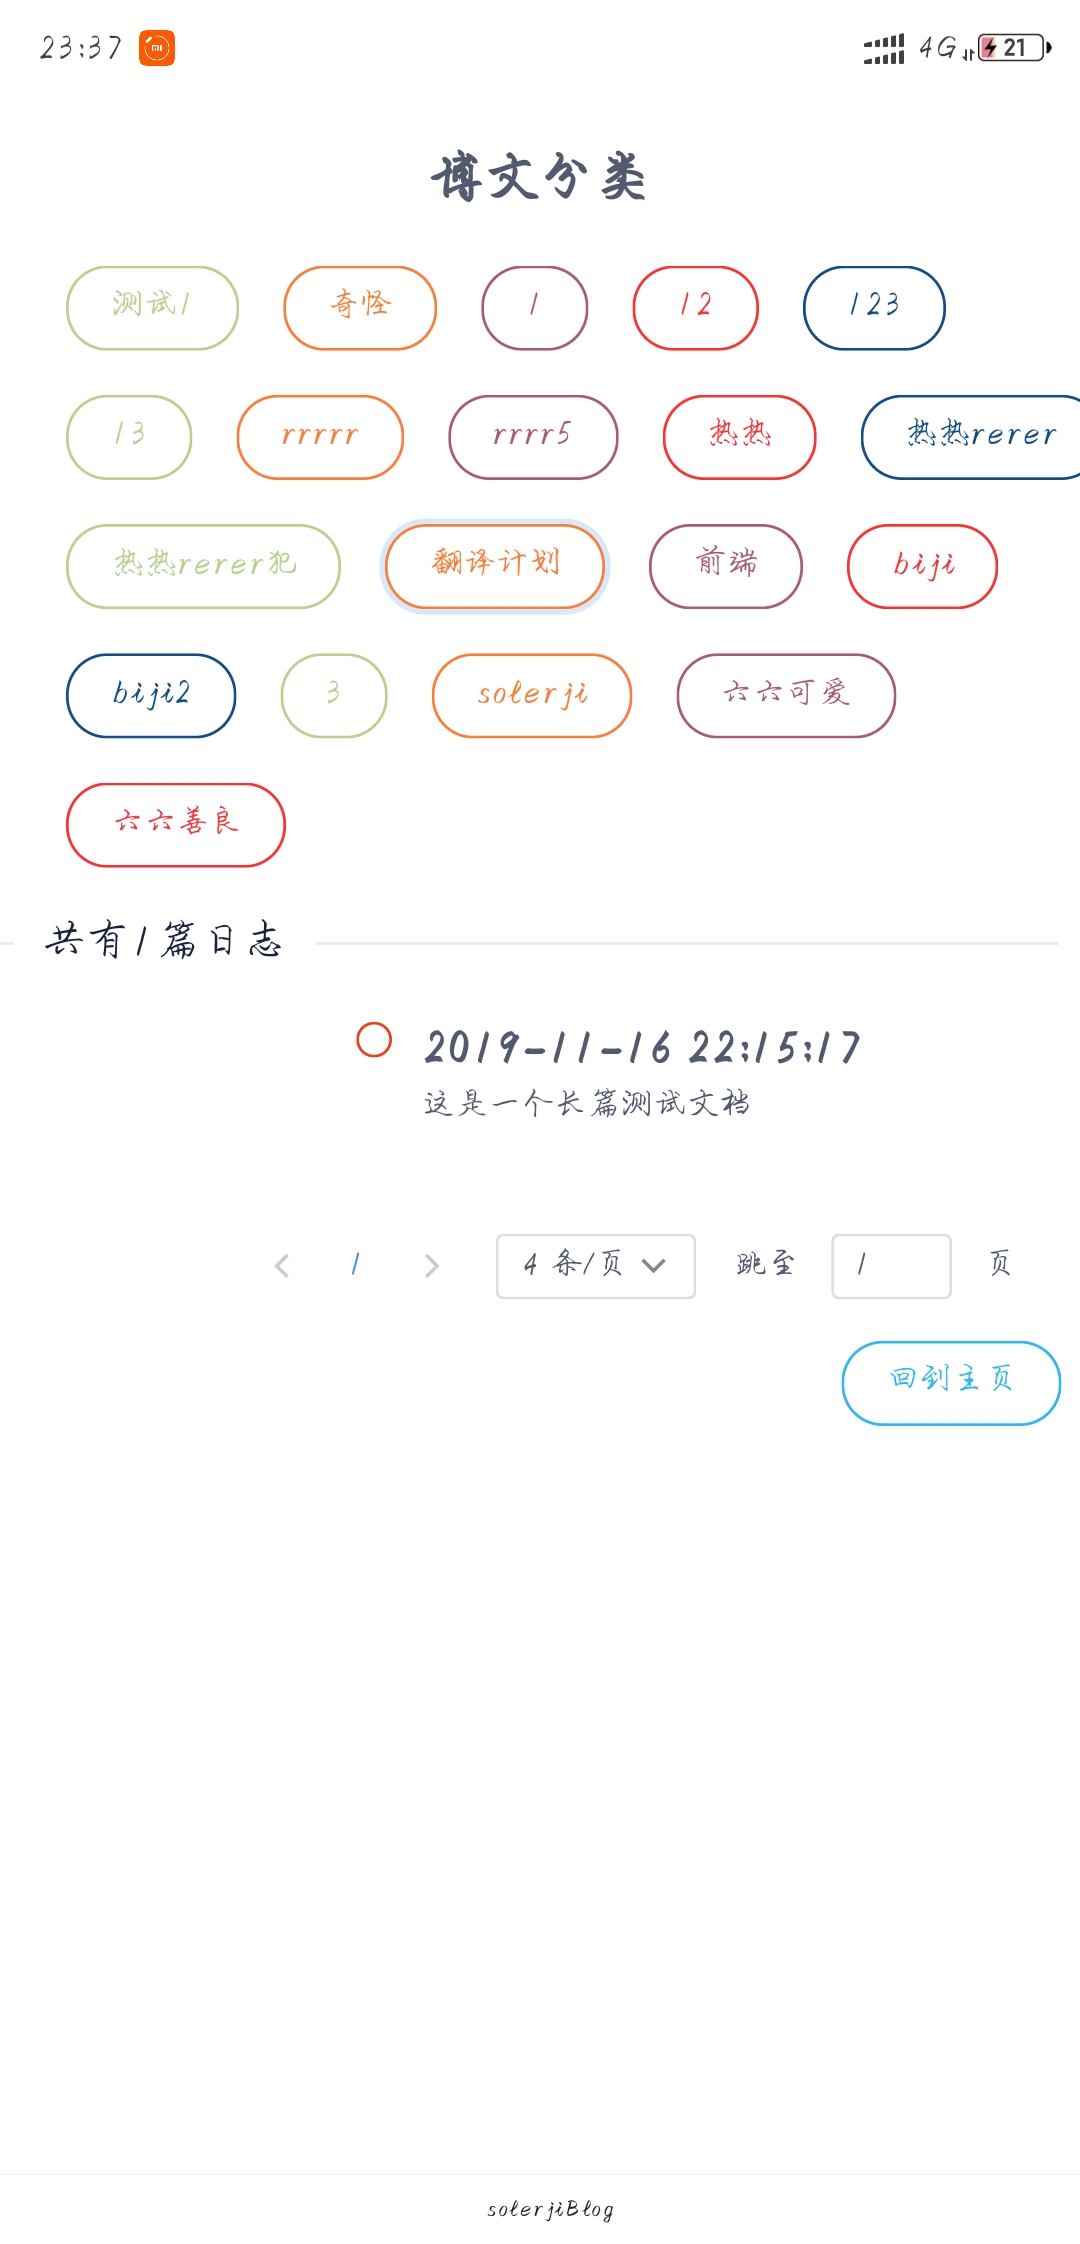 23:37 4G 21
博文分类
测试1 奇怪 1 12 123
13 rrrrr rrrr5 热热 热热rerer
热热rerer犯 翻译计划 前端 biji
biji2 3 solerji 六六可爱
六六善良
共有1篇日志
2019-11-16 22:15:17
这是一个长篇测试文档
1 4 条/页 跳至 1 页
回到主页
solerjiBlog